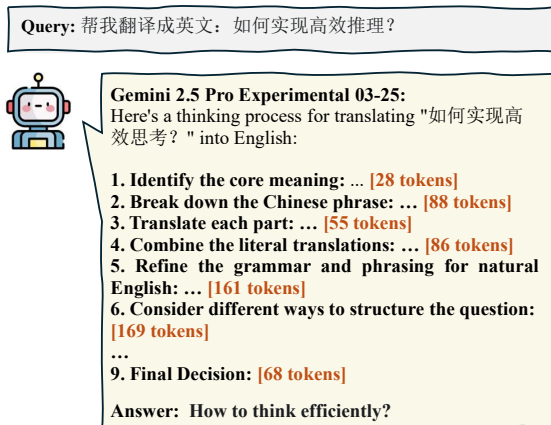 Query: 帮我翻译成英文：如何实现高效推理？
Gemini 2.5 Pro Experimental 03-25:
Here's a thinking process for translating "如何实现高
效思考？" into English:
1. Identify the core meaning: ... [28 tokens]
2. Break down the Chinese phrase: … [88 tokens]
3. Translate each part: … [55 tokens]
4. Combine the literal translations: … [86 tokens]
5. Refine the grammar and phrasing for natural
English: … [161 tokens]
6. Consider different ways to structure the question:
[169 tokens]
…
9. Final Decision: [68 tokens]
Answer: How to think efficiently?